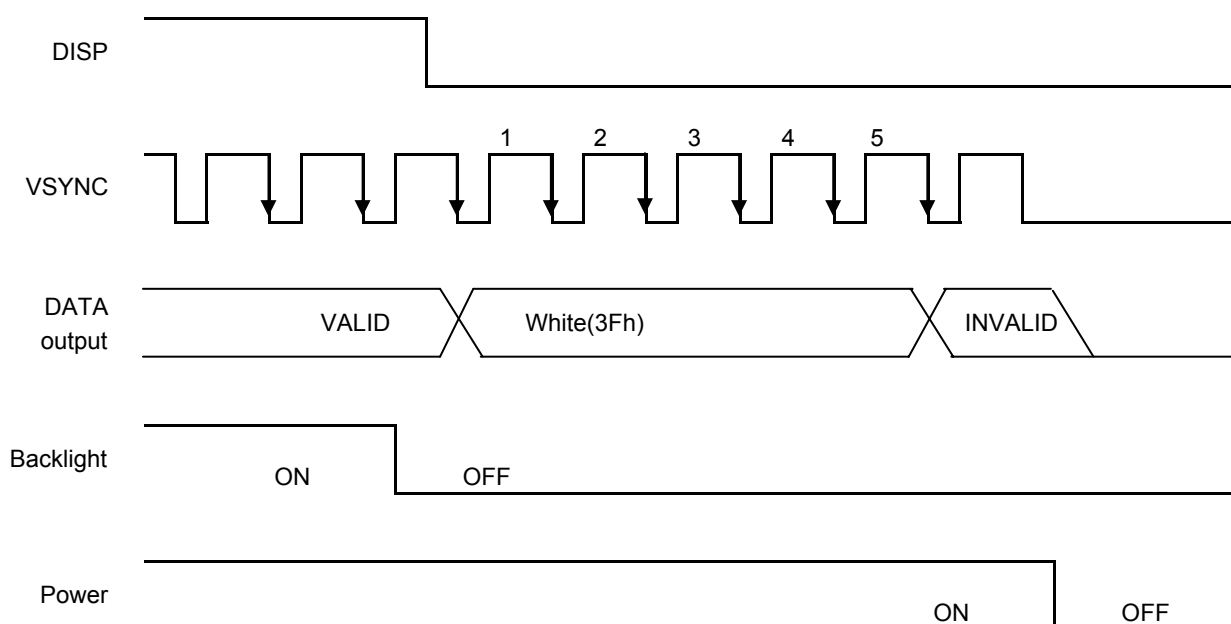 DISP
1 2 3 4 5
VSYNC
DATA
output
VALID White(3Fh) INVALID
Backlight
ON OFF
Power
ON OFF